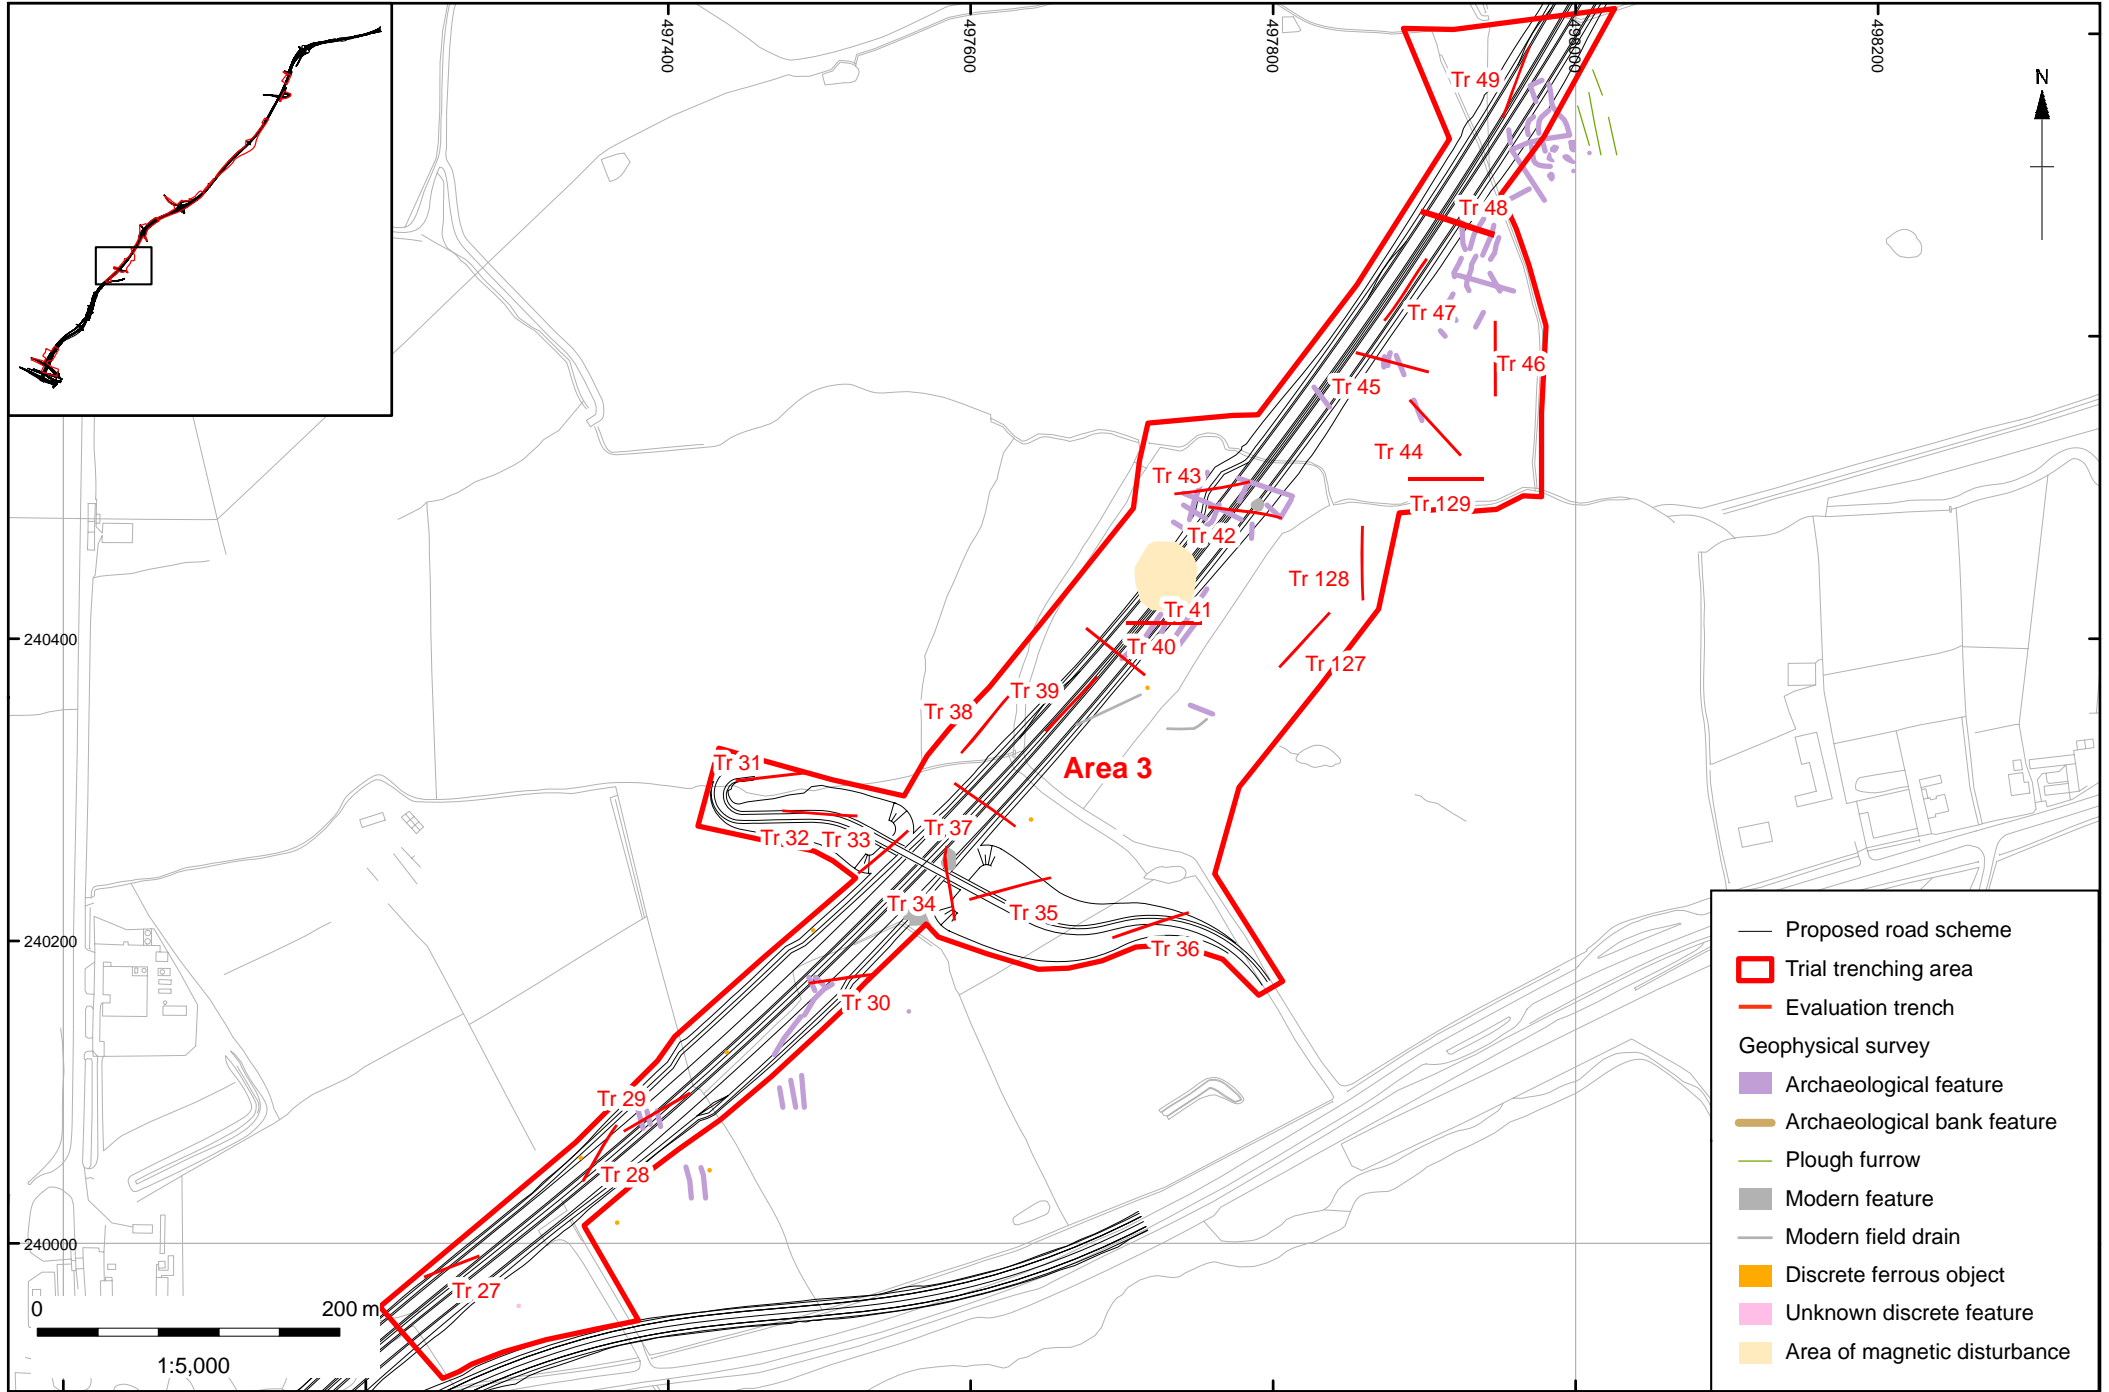 497400
497600
497800
498000
498200
N
Tr 49
Tr 48
Tr 47
Tr 46
Tr 45
Tr 44
Tr 43
Tr 129
Tr 42
Tr 128
Tr 41
240400
Tr 40
Tr 127
Tr 39
Tr 38
Area 3
Tr 31
Tr 37
Tr 32
Tr 33
Tr 34
Tr 35
240200
Tr 36
Tr 30
Tr 29
Tr 28
240000
Tr 27
0
200 m
1:5,000
Proposed road scheme
Trial trenching area
Evaluation trench
Geophysical survey
Archaeological feature
Archaeological bank feature
Plough furrow
Modern feature
Modern field drain
Discrete ferrous object
Unknown discrete feature
Area of magnetic disturbance